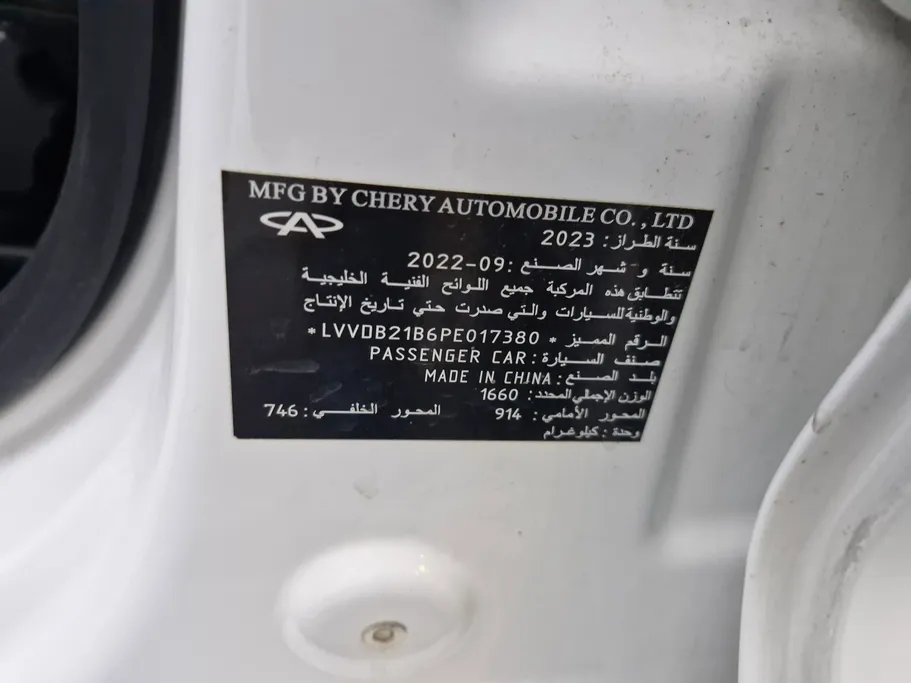 MFG BY CHERY AUTOMOBILE CO., LTD
سنة الطراز: 2023
سنة و شهر الصنع: 2022-09
تتطابق هذه المركبة جميع اللوائح الفنية الخليجية
والوطنية للسيارات والتي صدرت حتي تاريخ الإنتاج
الرقم المميز * LVVDB21B6PE017380*
صنف السيارة: PASSENGER CAR
بلد الصنع: MADE IN CHINA
الوزن الإجمالي المحدد: 1660
المحور الأمامي: 914 المحور الخلفي: 746
وحدة: كيلوغرام